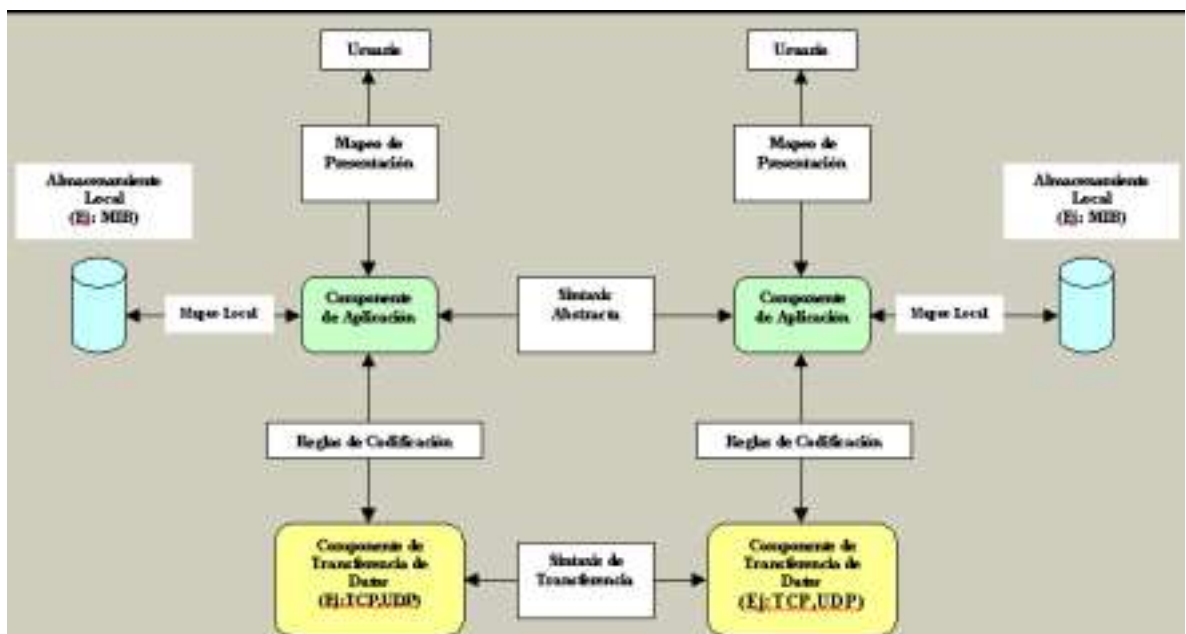 Usuario
Usuario
Mapeo de
Presentación
Mapeo de
Presentación
Almacenamiento
Local
(Ej: MIB)
Almacenamiento
Local
(Ej: MIB)
Mapeo Local
Componente
de Aplicación
Sintaxis
Abstracta
Componente
de Aplicación
Mapeo Local
Reglas de Codificación
Reglas de Codificación
Componente de
Transferencia de
Datos
(Ej:TCP,UDP)
Sintaxis de
Transferencia
Componente de
Transferencia de
Datos
(Ej:TCP,UDP)